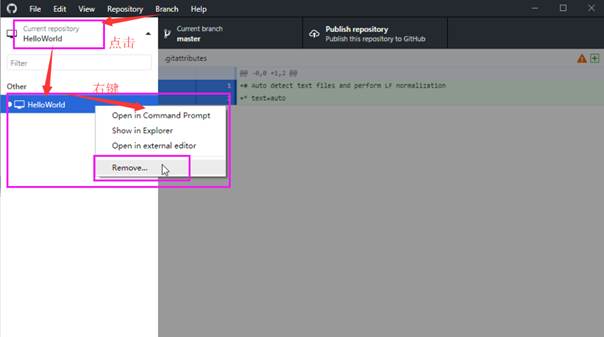 File Edit View Repository Branch Help
Current repository
HelloWorld
Current branch
master
Publish repository
Publish this repository to GitHub
点击
Filter
.gitattributes
@@ -0,0 +1,2 @@
Other
右键
1 +# Auto detect text files and perform LF normalization
2 +* text=auto
HelloWorld
Open in Command Prompt
Show in Explorer
Open in external editor
Remove...